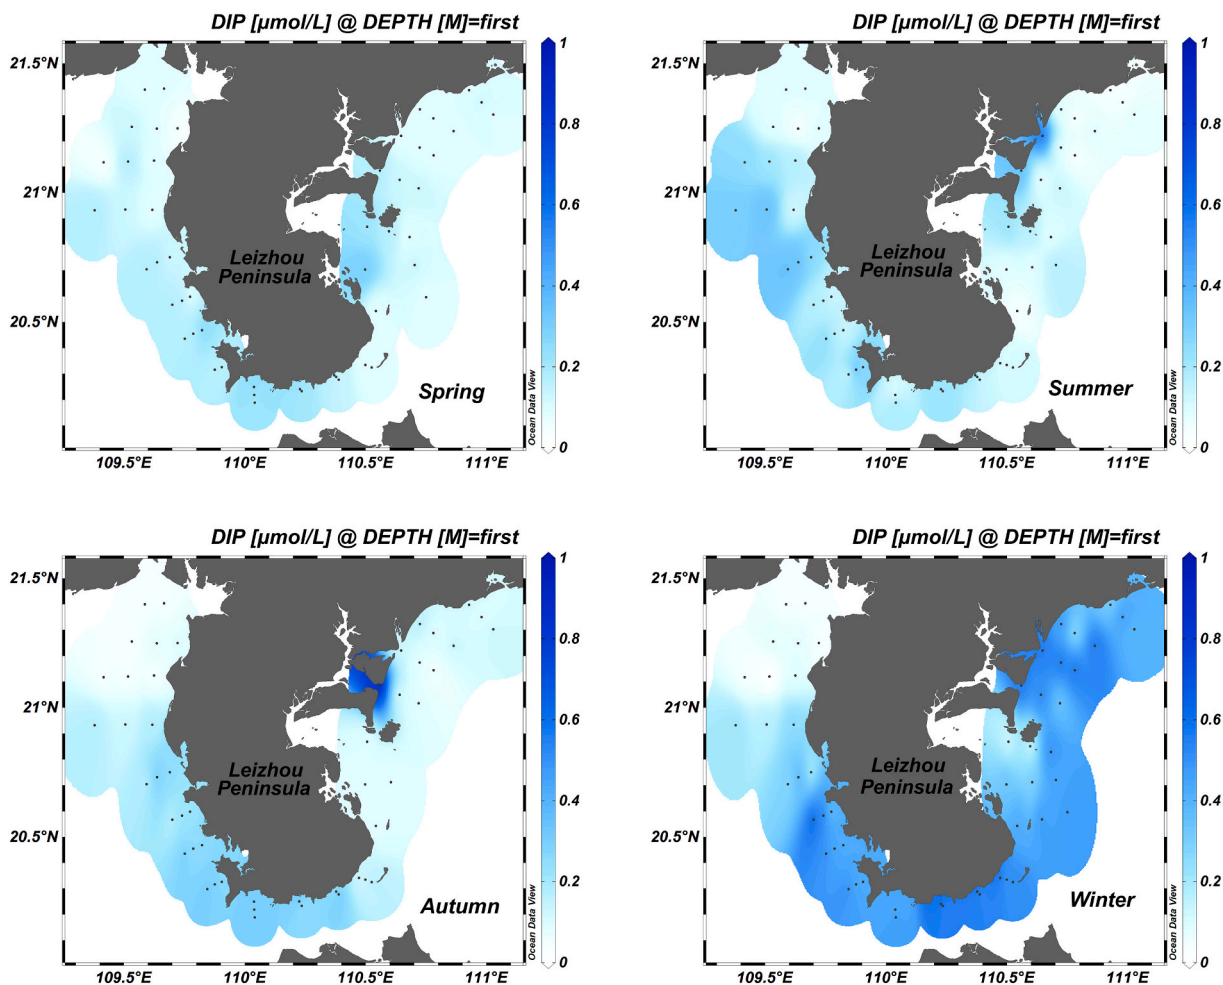 DIP [µmol/L] @ DEPTH [M]=first
21.5°N
21°N
20.5°N
109.5°E
110°E
110.5°E
111°E
Leizhou
Peninsula
Spring
Ocean Data View
1
0.8
0.6
0.4
0.2
0
DIP [µmol/L] @ DEPTH [M]=first
21.5°N
21°N
20.5°N
109.5°E
110°E
110.5°E
111°E
Leizhou
Peninsula
Summer
Ocean Data View
1
0.8
0.6
0.4
0.2
0
DIP [µmol/L] @ DEPTH [M]=first
21.5°N
21°N
20.5°N
109.5°E
110°E
110.5°E
111°E
Leizhou
Peninsula
Autumn
Ocean Data View
1
0.8
0.6
0.4
0.2
0
DIP [µmol/L] @ DEPTH [M]=first
21.5°N
21°N
20.5°N
109.5°E
110°E
110.5°E
111°E
Leizhou
Peninsula
Winter
Ocean Data View
1
0.8
0.6
0.4
0.2
0